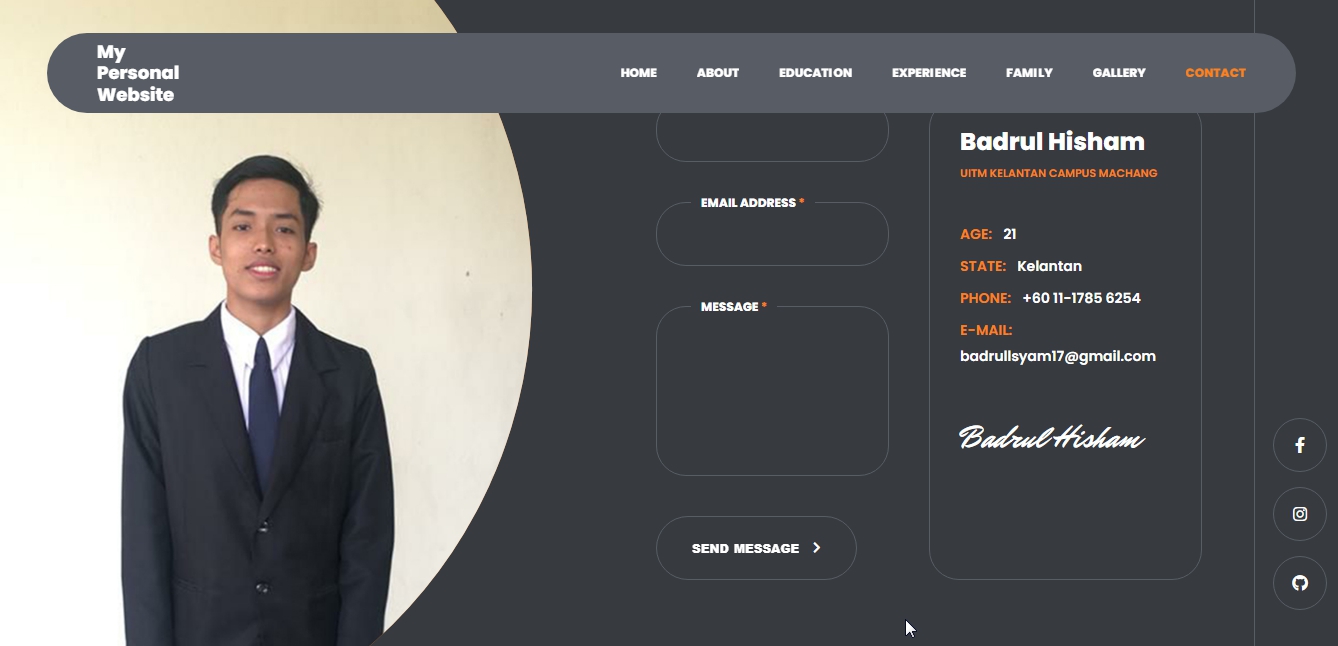 My
Personal
Website
HOME ABOUT EDUCATION EXPERIENCE FAMILY GALLERY CONTACT
EMAIL ADDRESS *
MESSAGE *
SEND MESSAGE
Badrul Hisham
UITM KELANTAN CAMPUS MACHANG
AGE: 21
STATE: Kelantan
PHONE: +60 11-1785 6254
E-MAIL:
badrullsyam17@gmail.com
Badrul Hisham